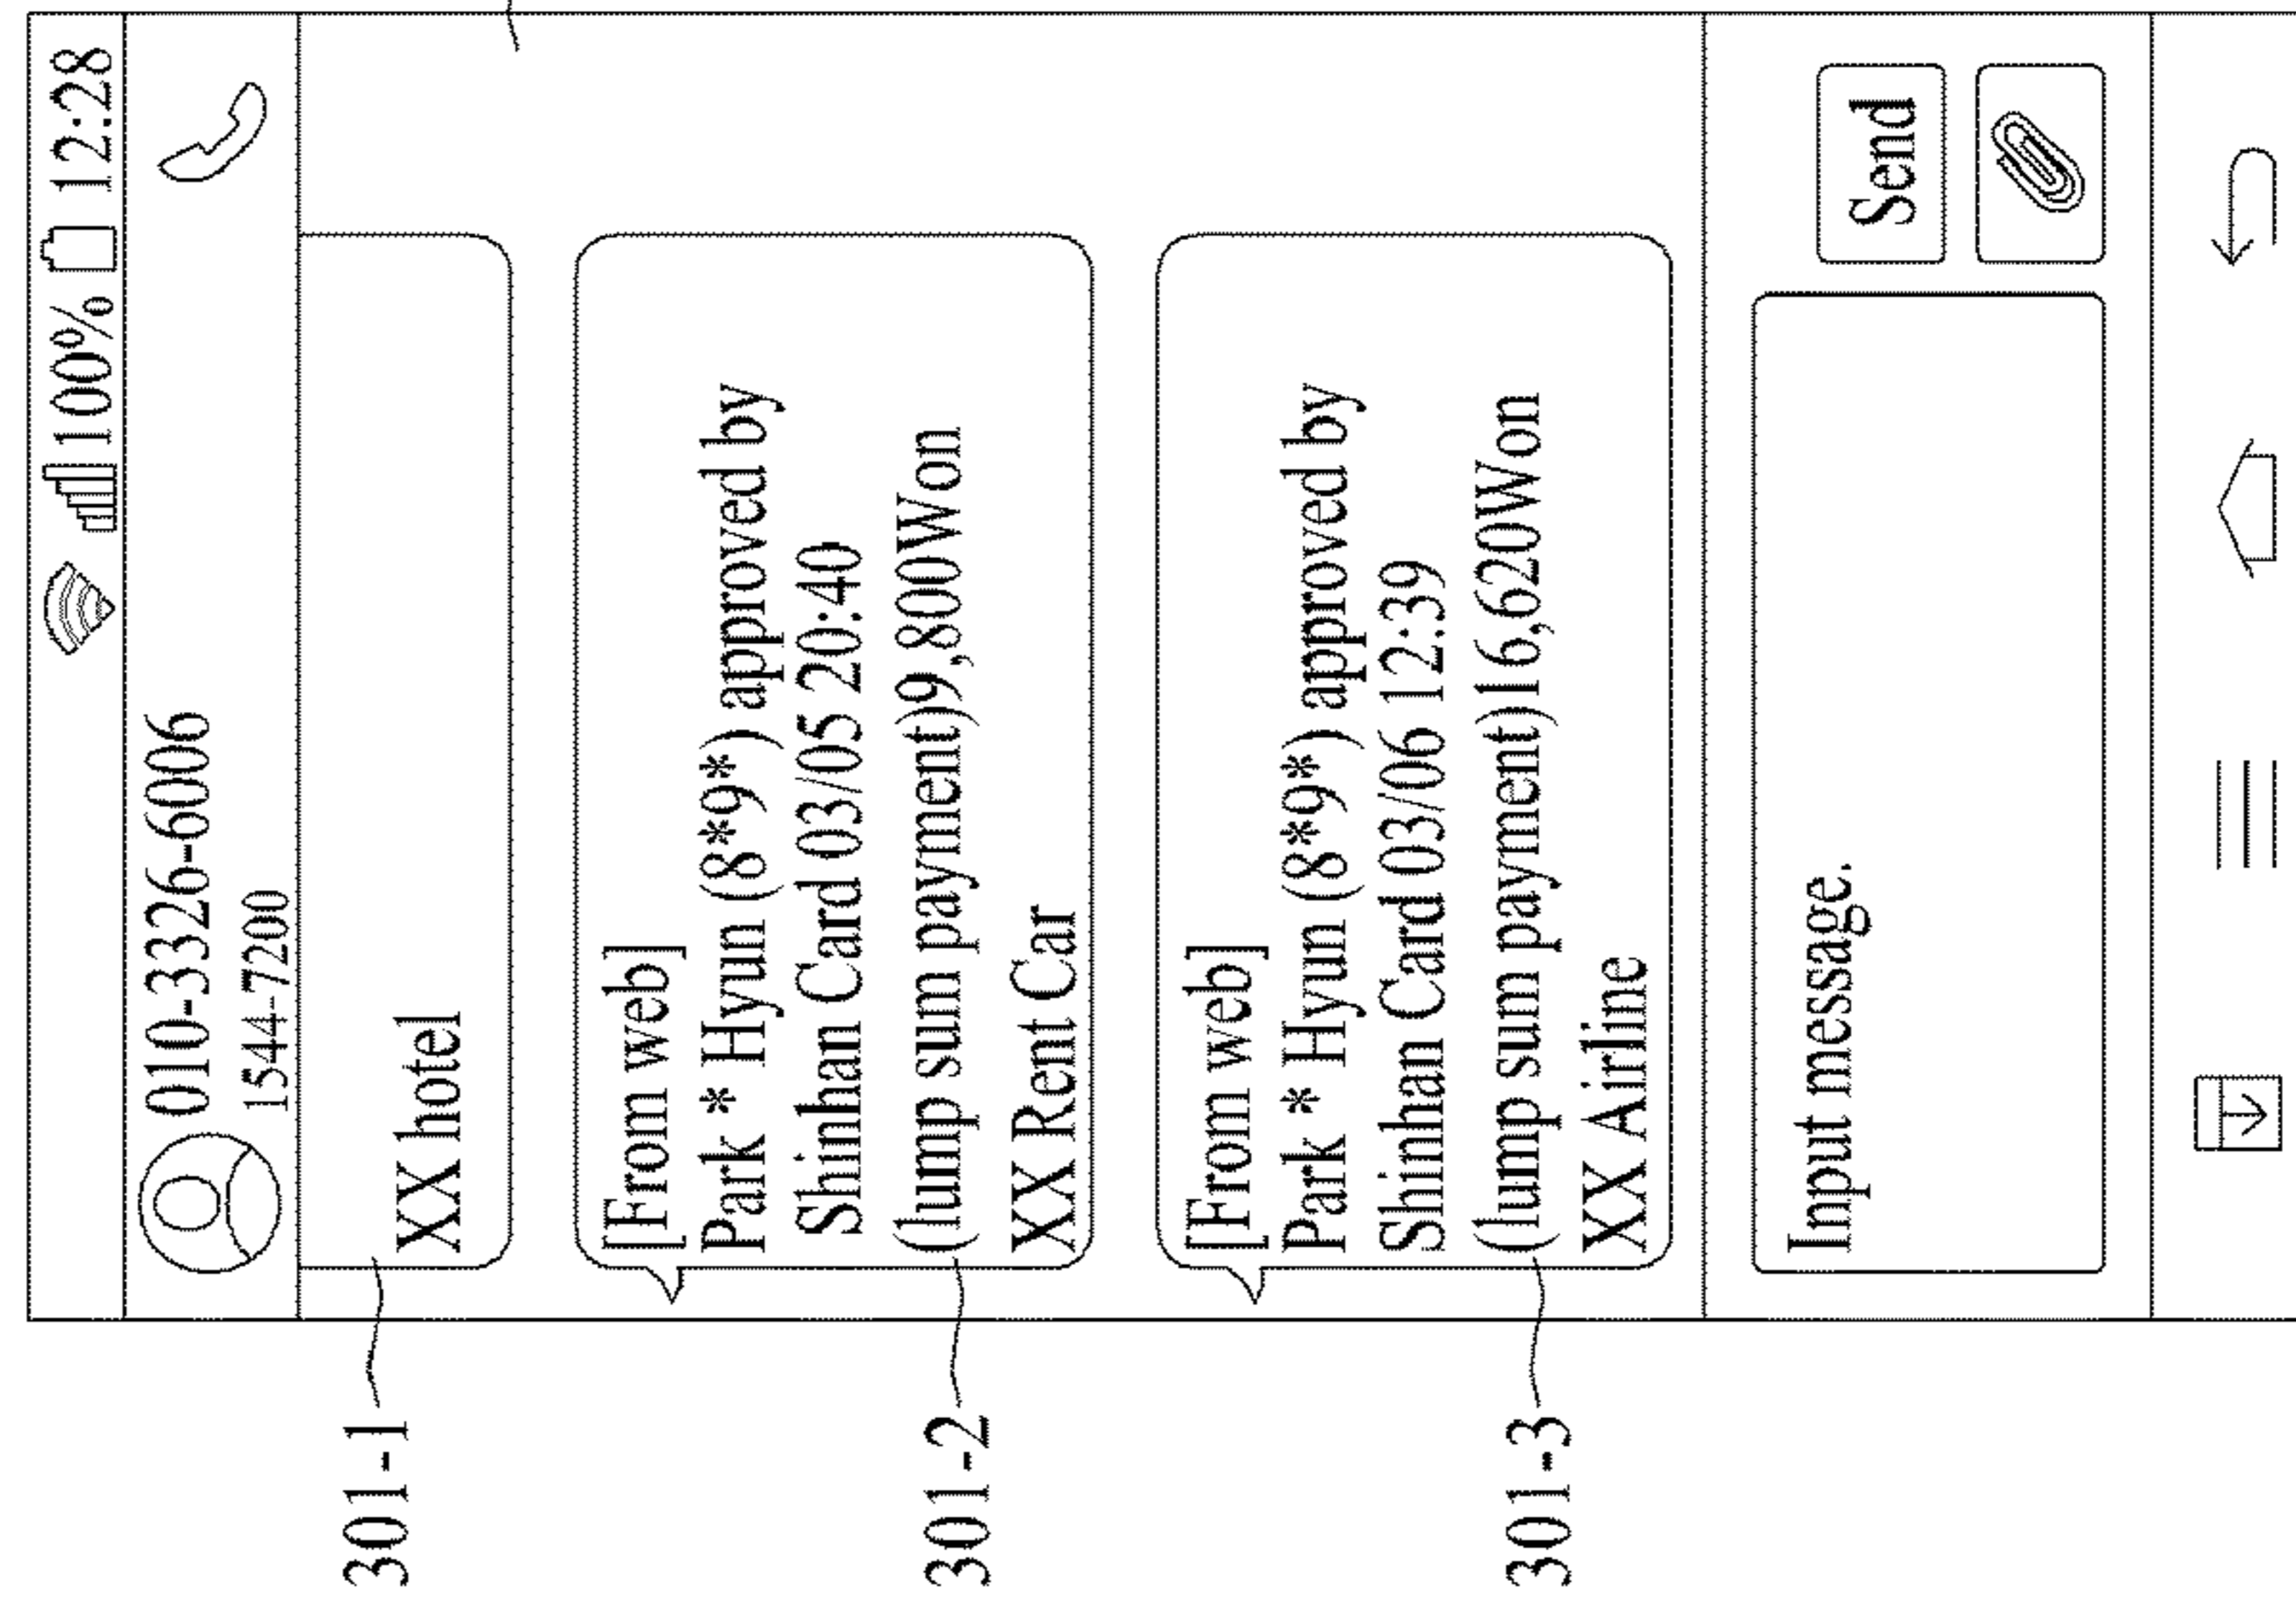 100% 12:28
010-3326-6006
1544-7200
301-1
XX hotel
[From web]
Park * Hyun (8*9*) approved by
Shinhan Card 03/05 20:40
301-2
(lump sum payment)9,800Won
XX Rent Car
[From web]
Park * Hyun (8*9*) approved by
Shinhan Card 03/06 12:39
301-3
(lump sum payment)16,620Won
XX Airline
Input message.
Send